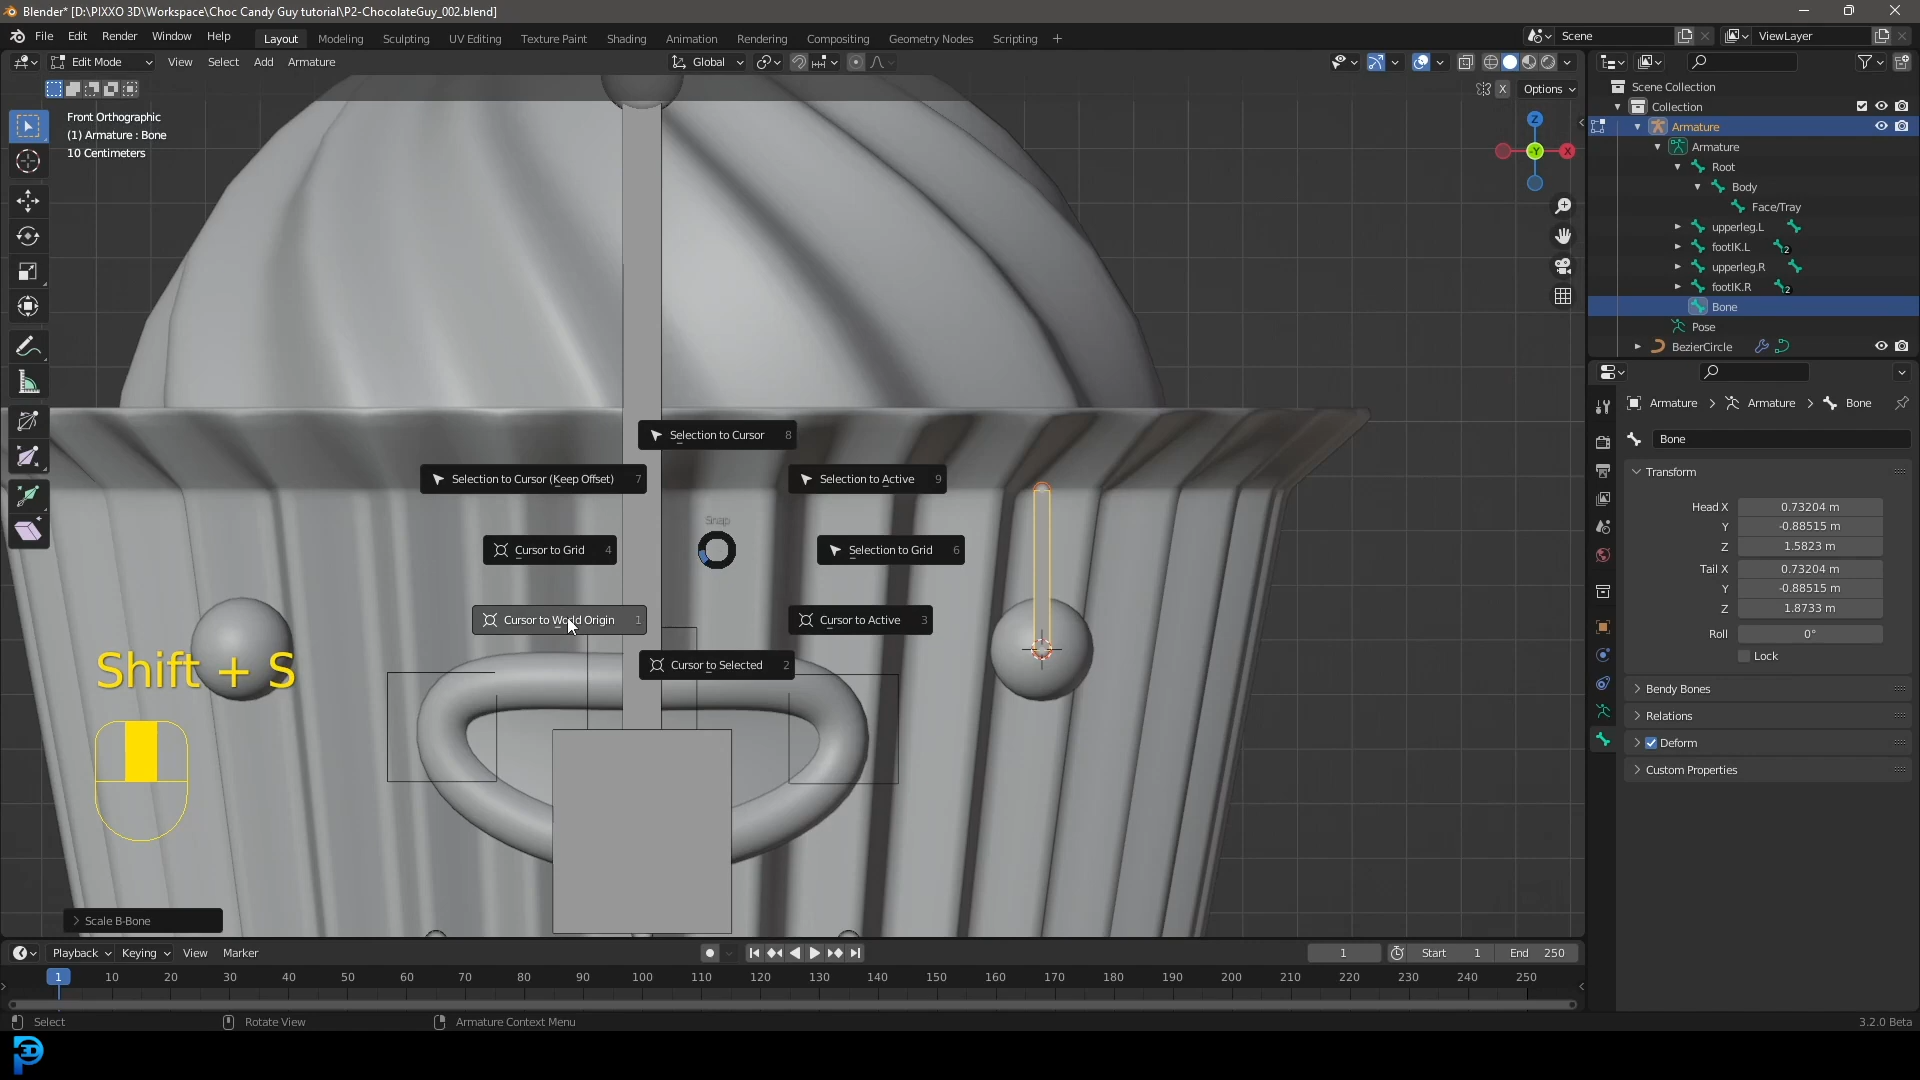 Blender* [D:\PIXXO 3D\Workspace\Choc Candy Guy tutorial\P2-ChocolateGuy_002.blend]
File Edit Render Window Help Layout Modeling Sculpting UV Editing Texture Paint Shading Animation Rendering Compositing Geometry Nodes Scripting + Scene ViewLayer
Edit Mode View Select Add Armature Global
X Options
Front Orthographic
(1) Armature : Bone
10 Centimeters
Z
-Y
X
Scene Collection
Collection
Armature
Armature
Root
Body
Face/Tray
upperleg.L
footIK.L 2
upperleg.R
footIK.R 2
Bone
Pose
BezierCircle
Armature > Armature > Bone
Bone
Transform
Head X 0.73204 m
Y -0.88515 m
Z 1.5823 m
Tail X 0.73204 m
Y -0.88515 m
Z 1.8733 m
Roll 0°
Lock
Bendy Bones
Relations
Deform
Custom Properties
Selection to Cursor 8
Selection to Cursor (Keep Offset) 7
Selection to Active 9
Snap
Cursor to Grid 4
Selection to Grid 6
Cursor to World Origin 1
Cursor to Active 3
Cursor to Selected 2
Shift + S
Scale B-Bone
Playback Keying View Marker 1 Start 1 End 250
1 10 20 30 40 50 60 70 80 90 100 110 120 130 140 150 160 170 180 190 200 210 220 230 240 250
Select Rotate View Armature Context Menu 3.2.0 Beta